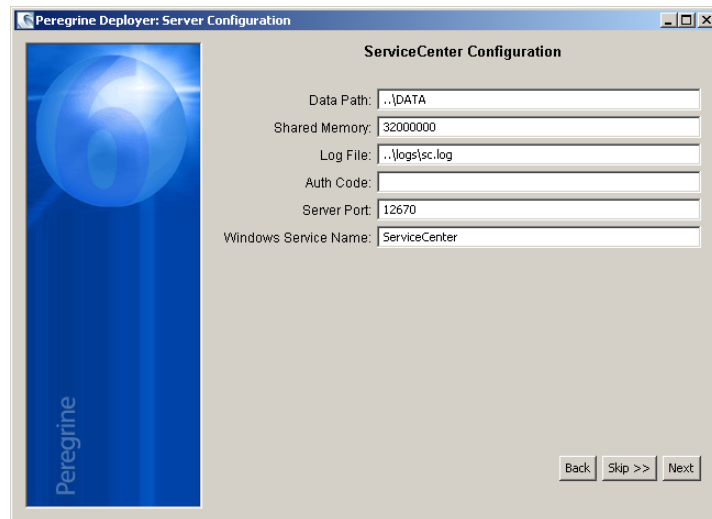 Peregrine Deployer: Server Configuration
ServiceCenter Configuration
Data Path: ..\DATA
Shared Memory: 32000000
Log File: ..\logs\sc.log
Auth Code:
Server Port: 12670
Windows Service Name: ServiceCenter
6
Peregrine
Back Skip >> Next